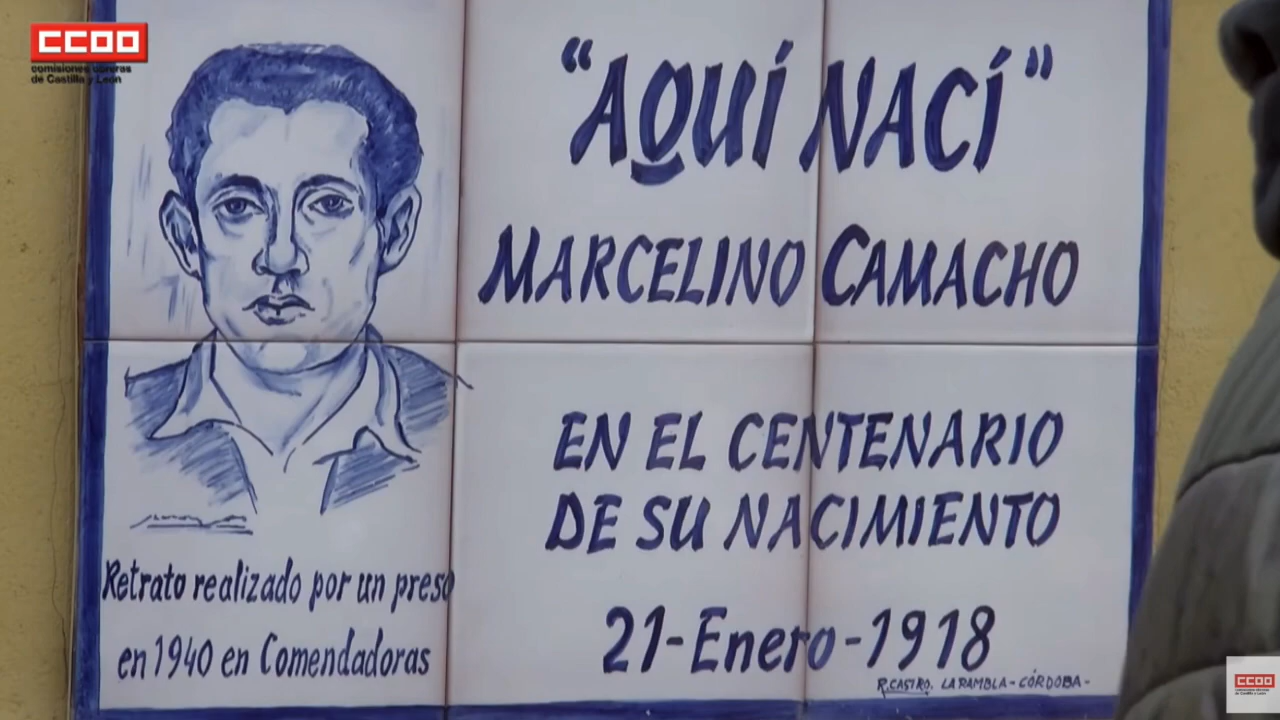 CCOO
comisiones obreras
de Castilla y León
"AQUÍ NACÍ"
MARCELINO CAMACHO
EN EL CENTENARIO
DE SU NACIMIENTO
21-Enero-1918
R. CASTRO. LA RAMBLA-CÓRDOBA-
Retrato realizado por un preso
en 1940 en Comendadoras
CCOO